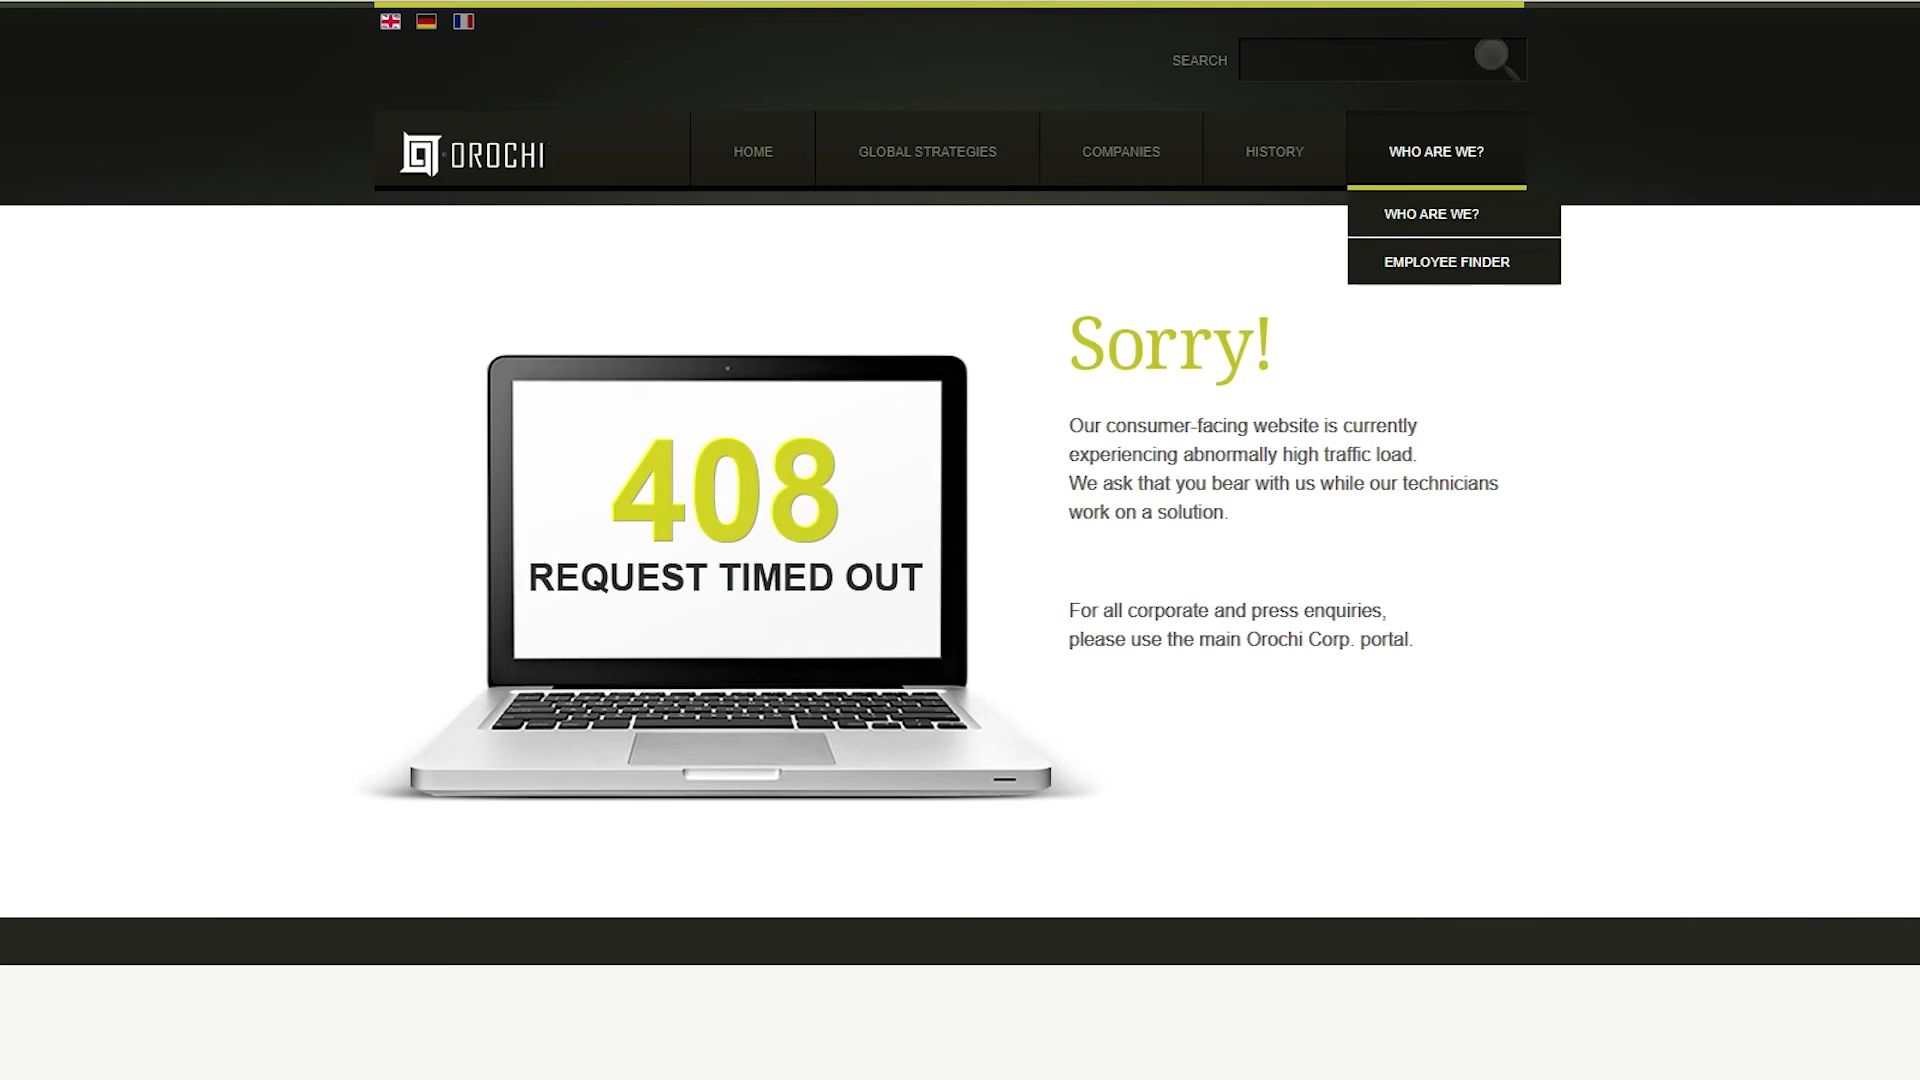 SEARCH
OROCHI
HOME
GLOBAL STRATEGIES
COMPANIES
HISTORY
WHO ARE WE?
WHO ARE WE?
EMPLOYEE FINDER
Sorry!
Our consumer-facing website is currently
experiencing abnormally high traffic load.
We ask that you bear with us while our technicians
work on a solution.
For all corporate and press enquiries,
please use the main Orochi Corp. portal.
408
REQUEST TIMED OUT